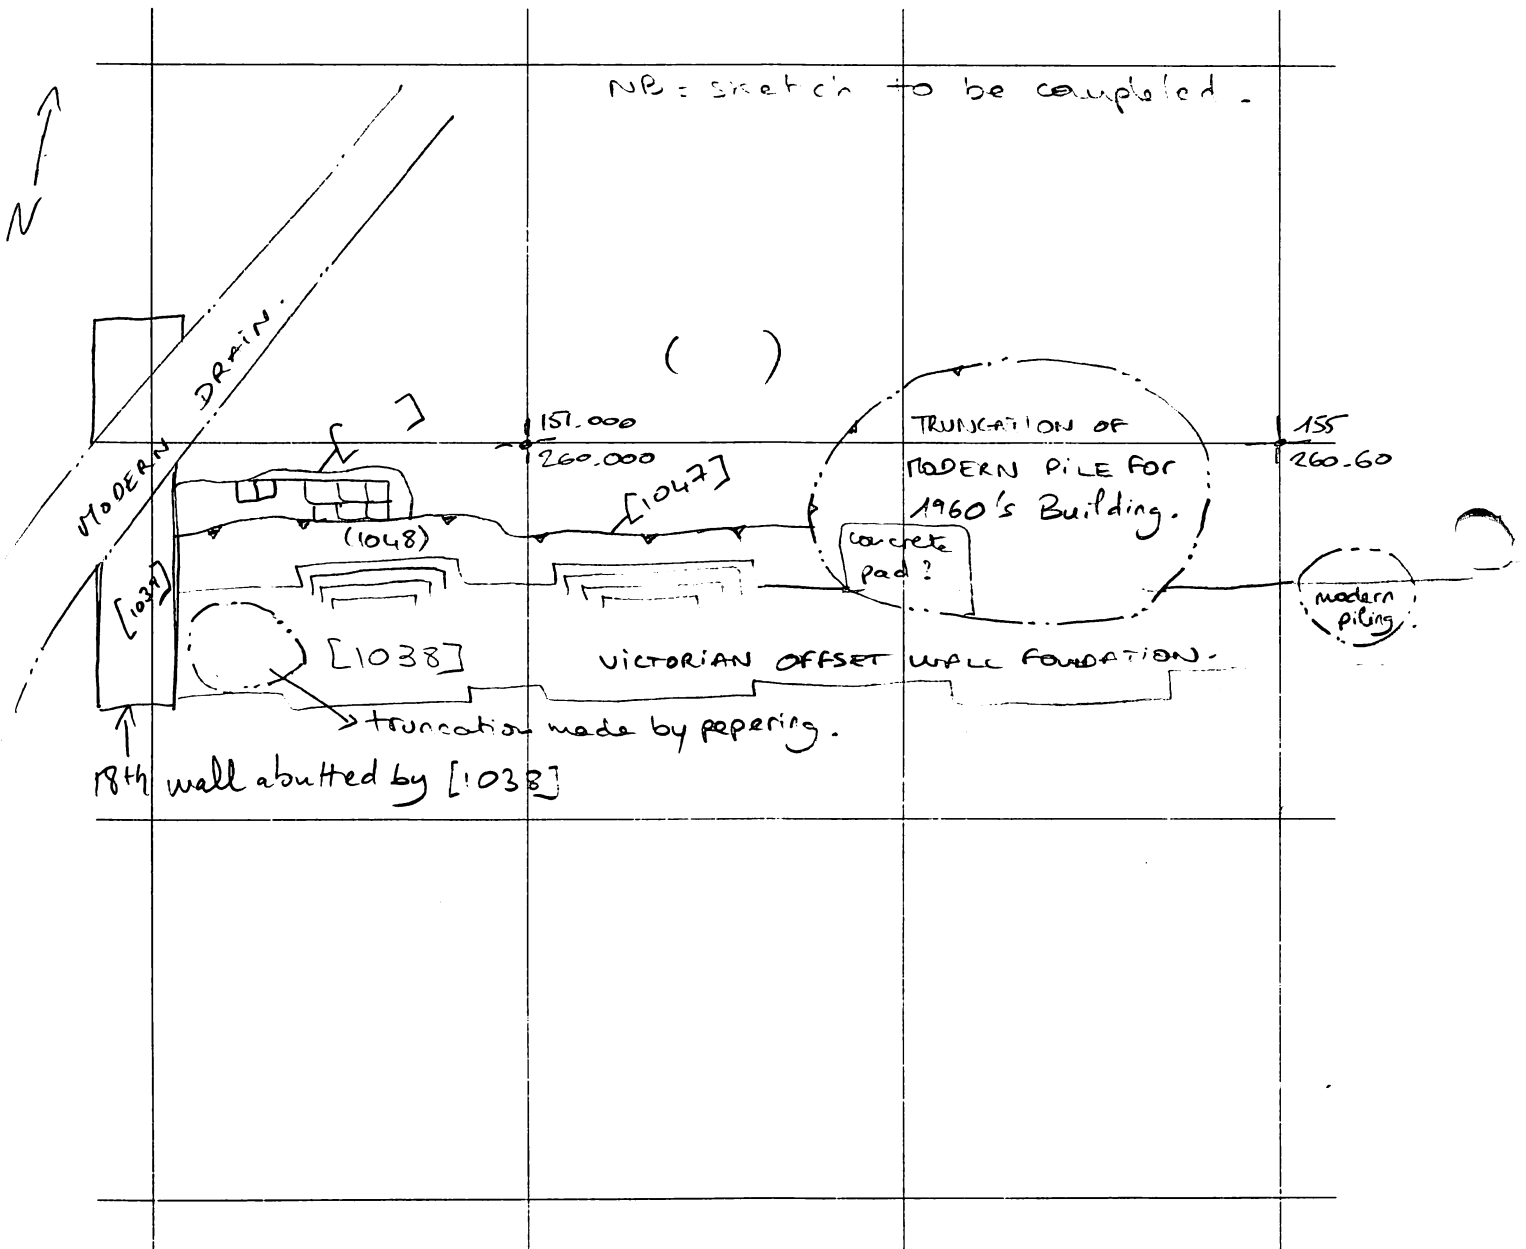 NB = sketch to be completed.
N
MODERN DRAIN.
( )
[ ]
151.000
260.000
155
260.60
TRUNCATION OF
MODERN PILE FOR
1960's Building.
[1047]
(1048)
concrete
pad?
[1039]
modern
piling
[1038]
VICTORIAN OFFSET WALL FOUNDATION.
truncation made by pepering.
18th wall abutted by [1038]